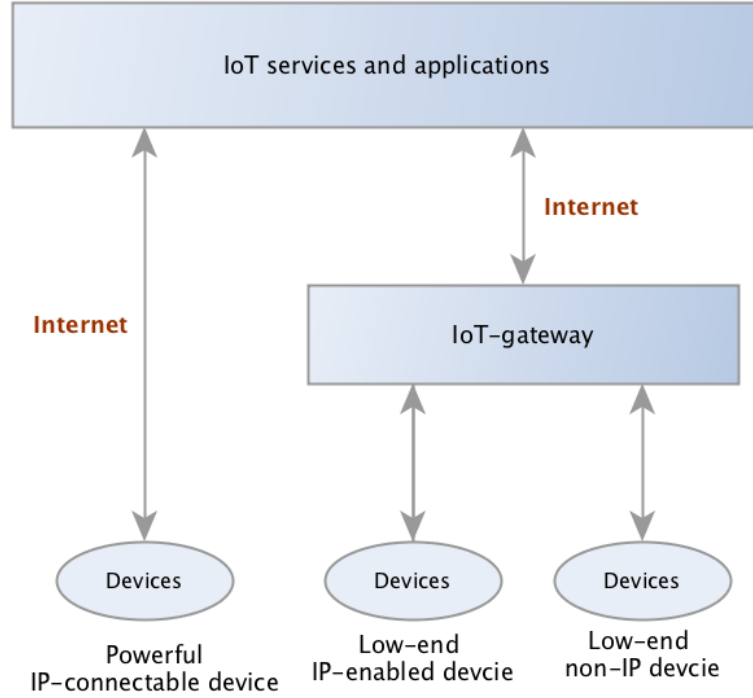 IoT services and applications
Internet
Internet
IoT-gateway
Devices
Devices
Devices
Powerful
IP-connectable device
Low-end
IP-enabled devcie
Low-end
non-IP devcie